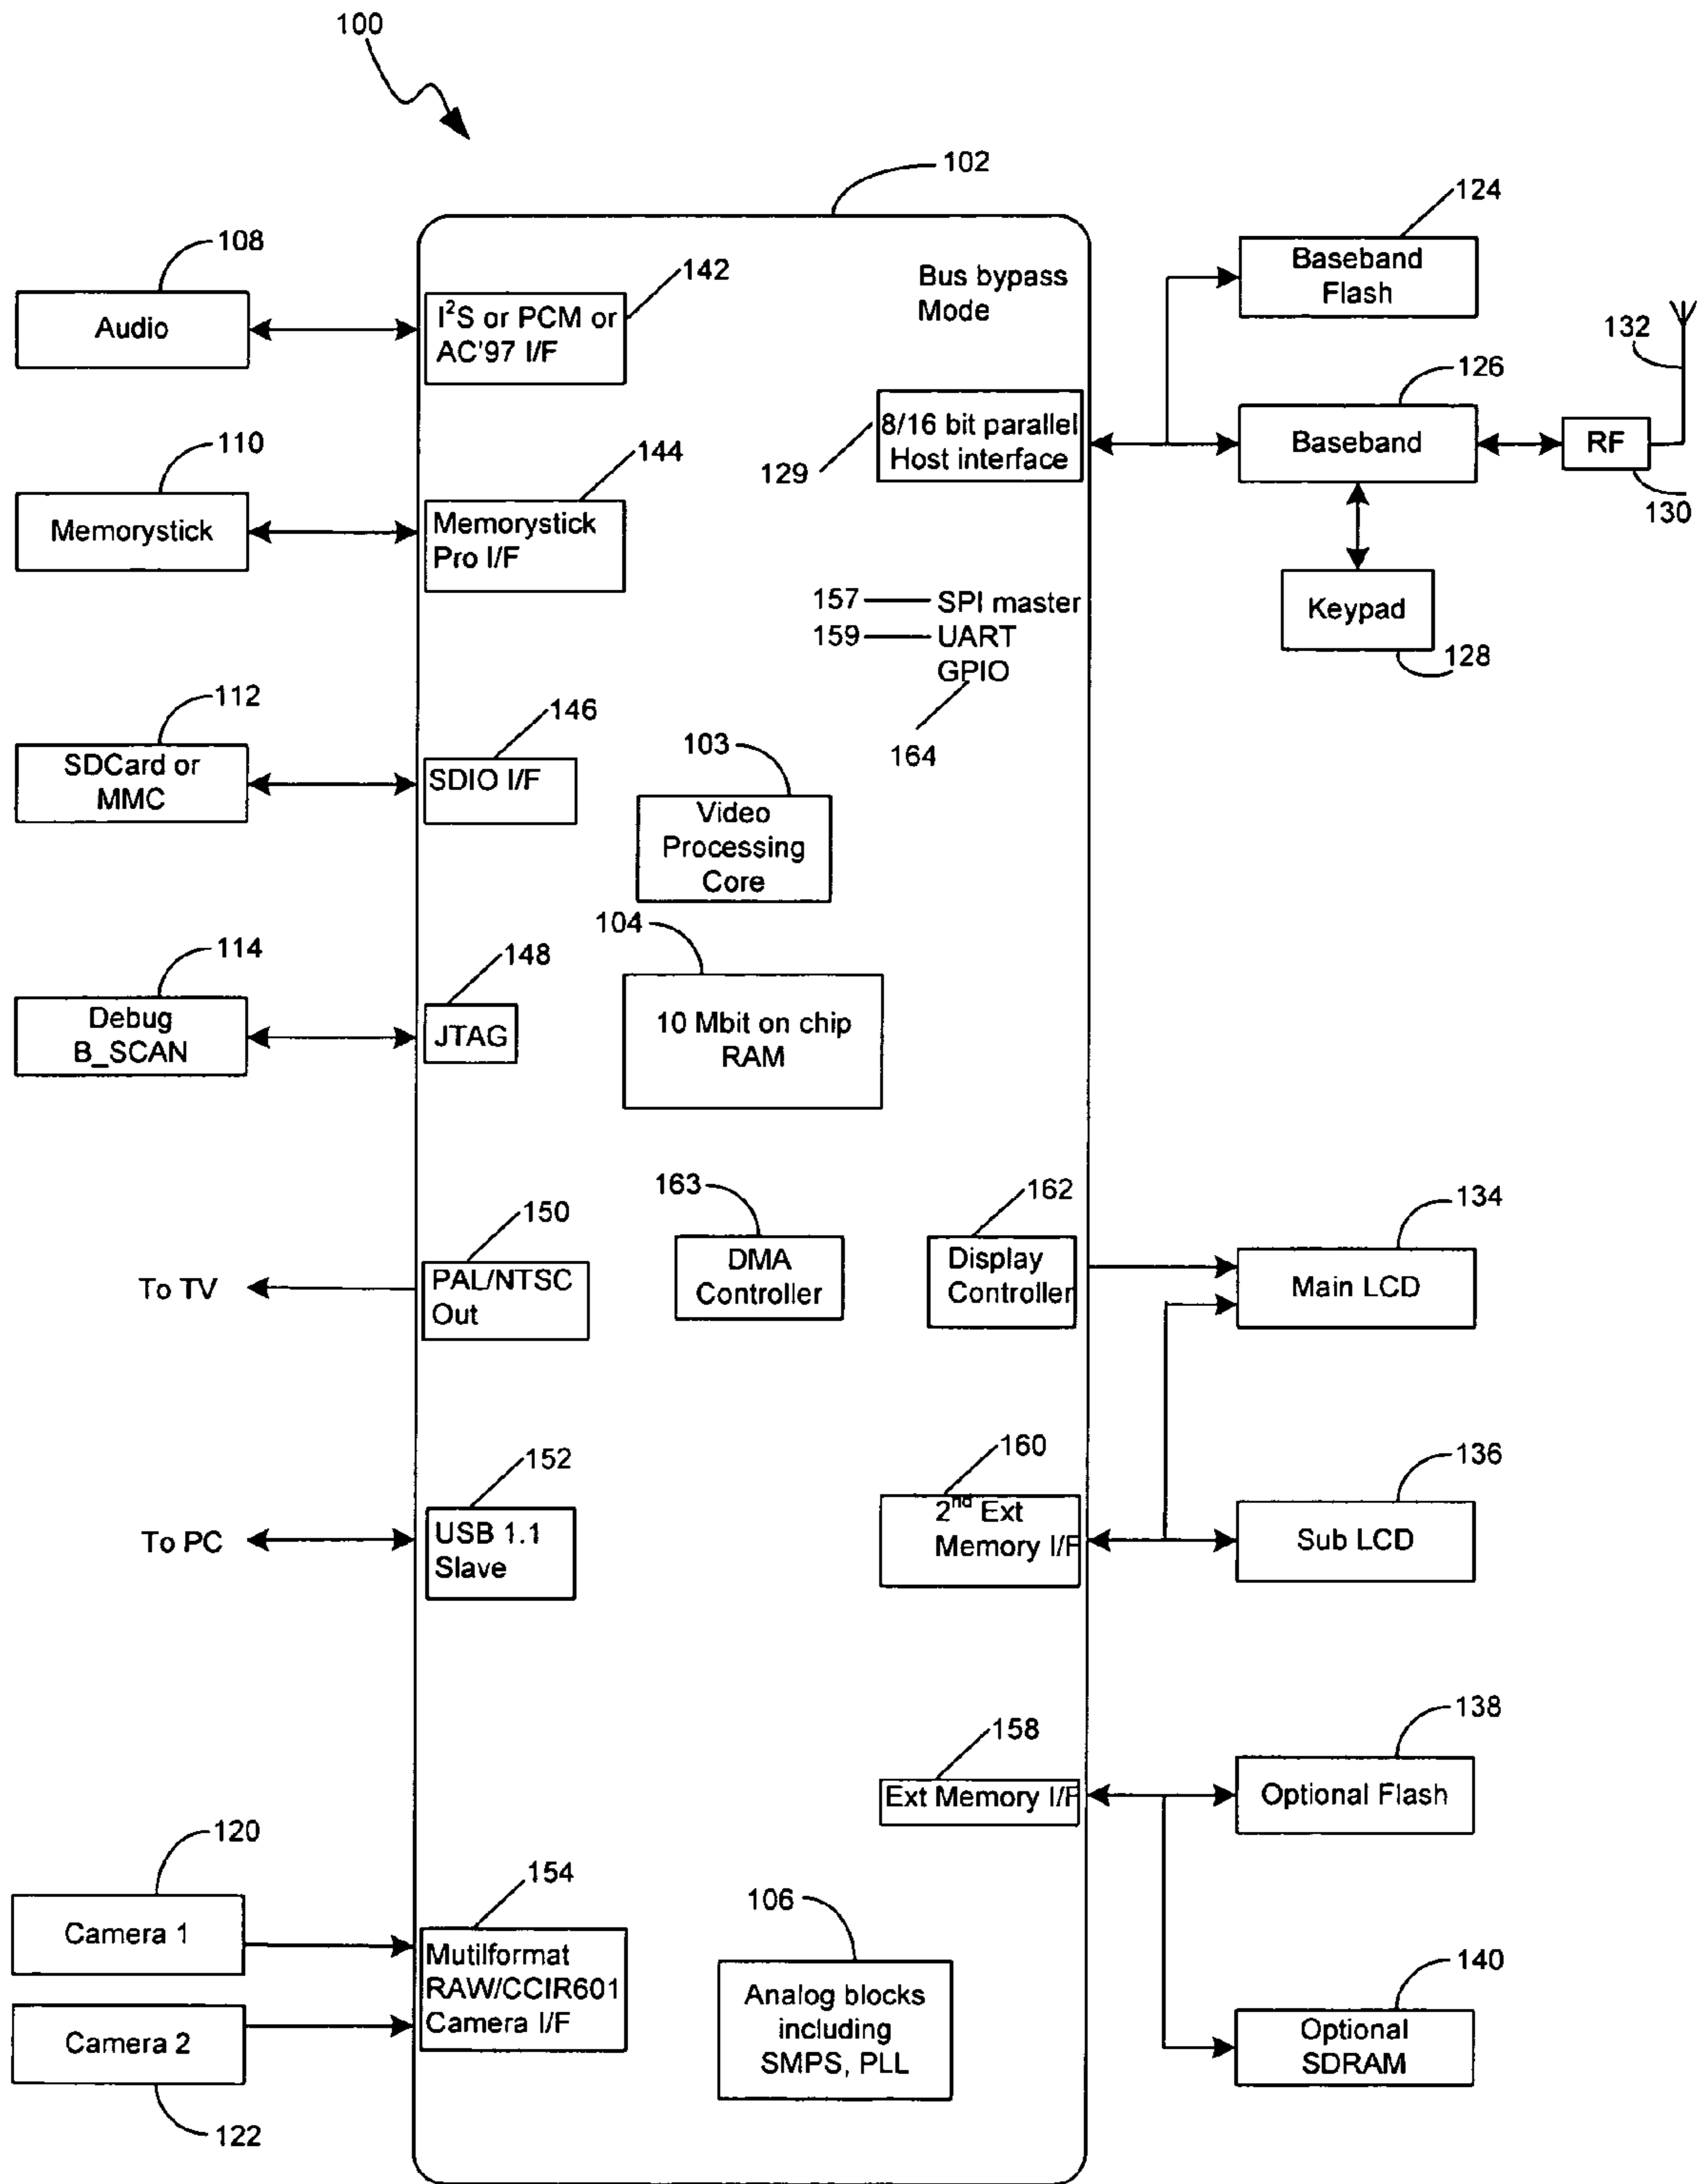 100
102
108
Audio
142
I²S or PCM or
AC'97 I/F
Bus bypass
Mode
124
Baseband
Flash
132
126
Baseband
RF
130
8/16 bit parallel
Host interface
129
110
Memorystick
144
Memorystick
Pro I/F
157
SPI master
159
UART
GPIO
164
Keypad
128
112
SDCard or
MMC
146
SDIO I/F
103
Video
Processing
Core
104
10 Mbit on chip
RAM
114
Debug
B_SCAN
148
JTAG
To TV
150
PAL/NTSC
Out
163
DMA
Controller
162
Display
Controller
134
Main LCD
To PC
152
USB 1.1
Slave
160
2nd Ext
Memory I/F
136
Sub LCD
158
Ext Memory I/F
138
Optional Flash
120
Camera 1
Camera 2
122
154
Mutilformat
RAW/CCIR601
Camera I/F
106
Analog blocks
including
SMPS, PLL
140
Optional
SDRAM